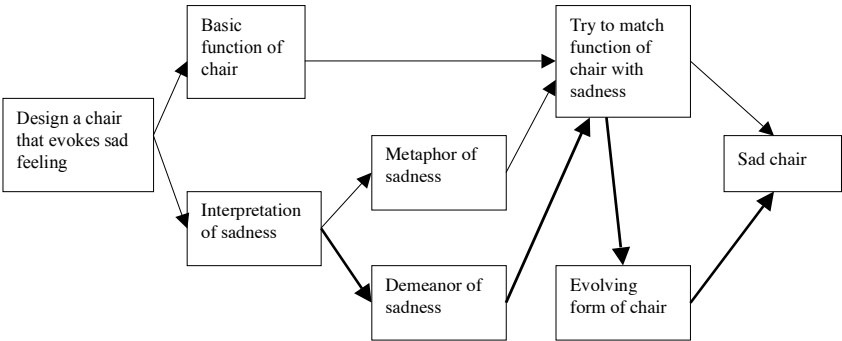 Design a chair
that evokes sad
feeling
Basic
function of
chair
Interpretation
of sadness
Metaphor of
sadness
Demeanor of
sadness
Try to match
function of
chair with
sadness
Evolving
form of chair
Sad chair